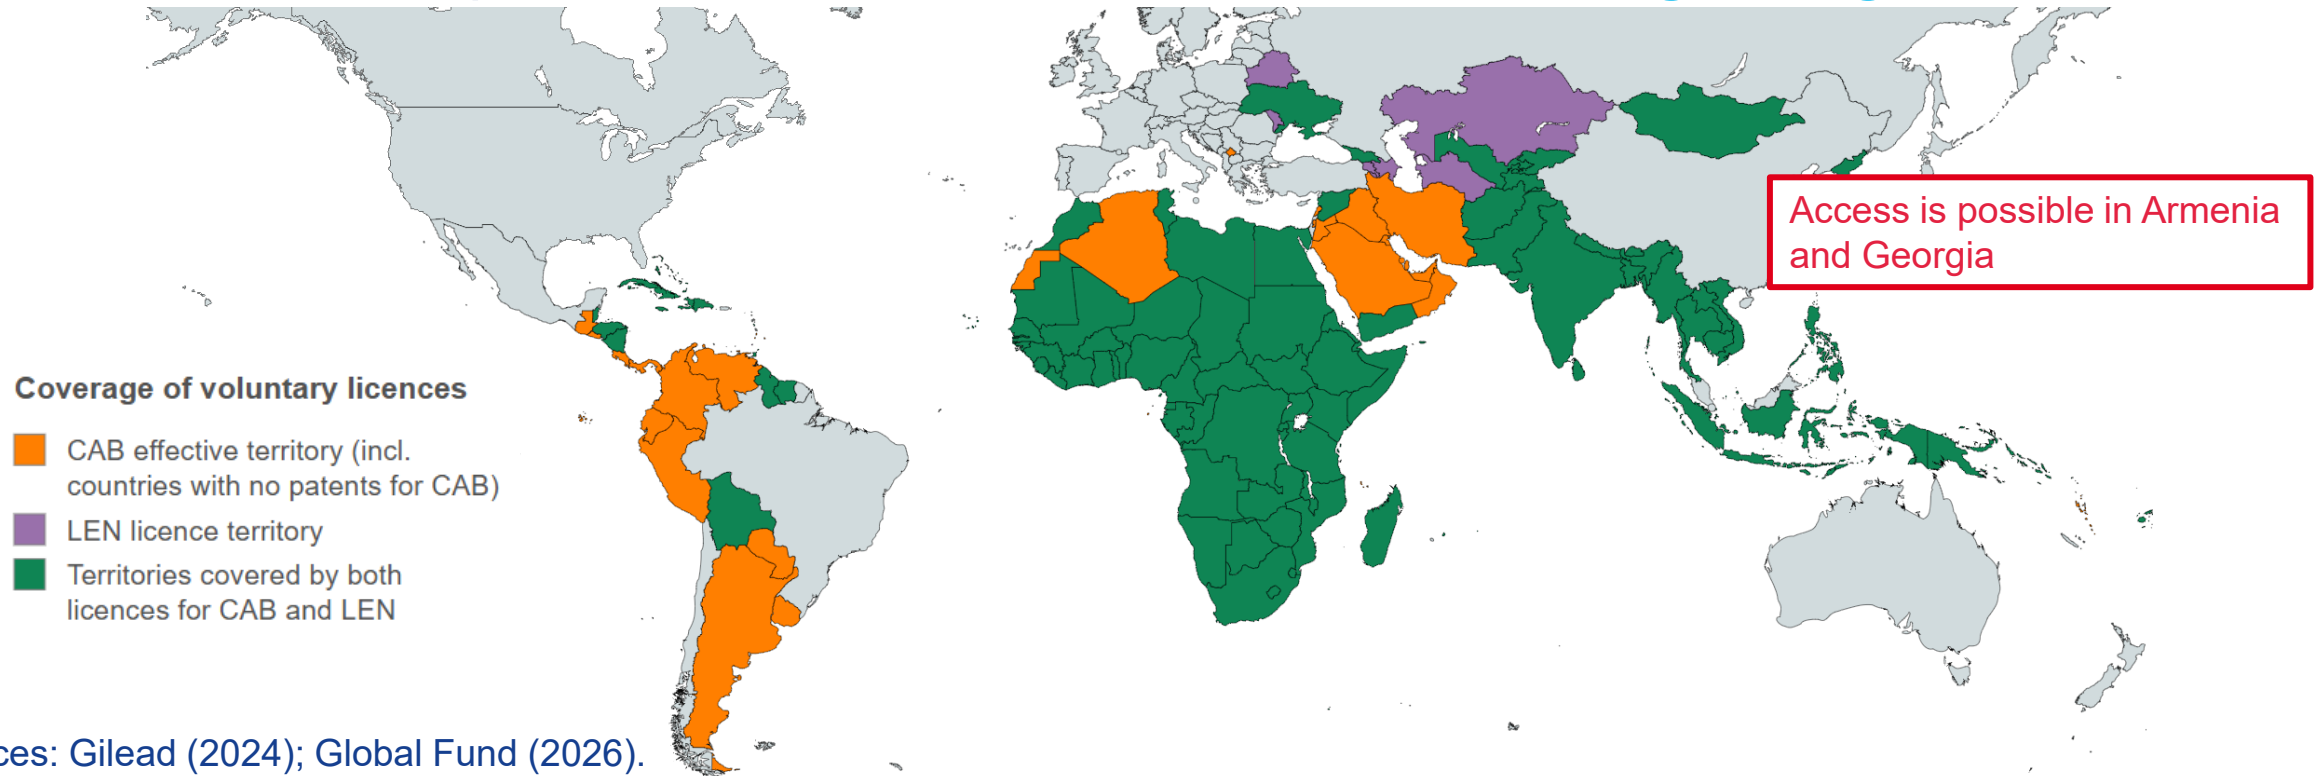 Access is possible in Armenia
and Georgia
Coverage of voluntary licences
CAB effective territory (incl.
countries with no patents for CAB)
LEN licence territory
Territories covered by both
licences for CAB and LEN
Gilead (2024); Global Fund (2026).